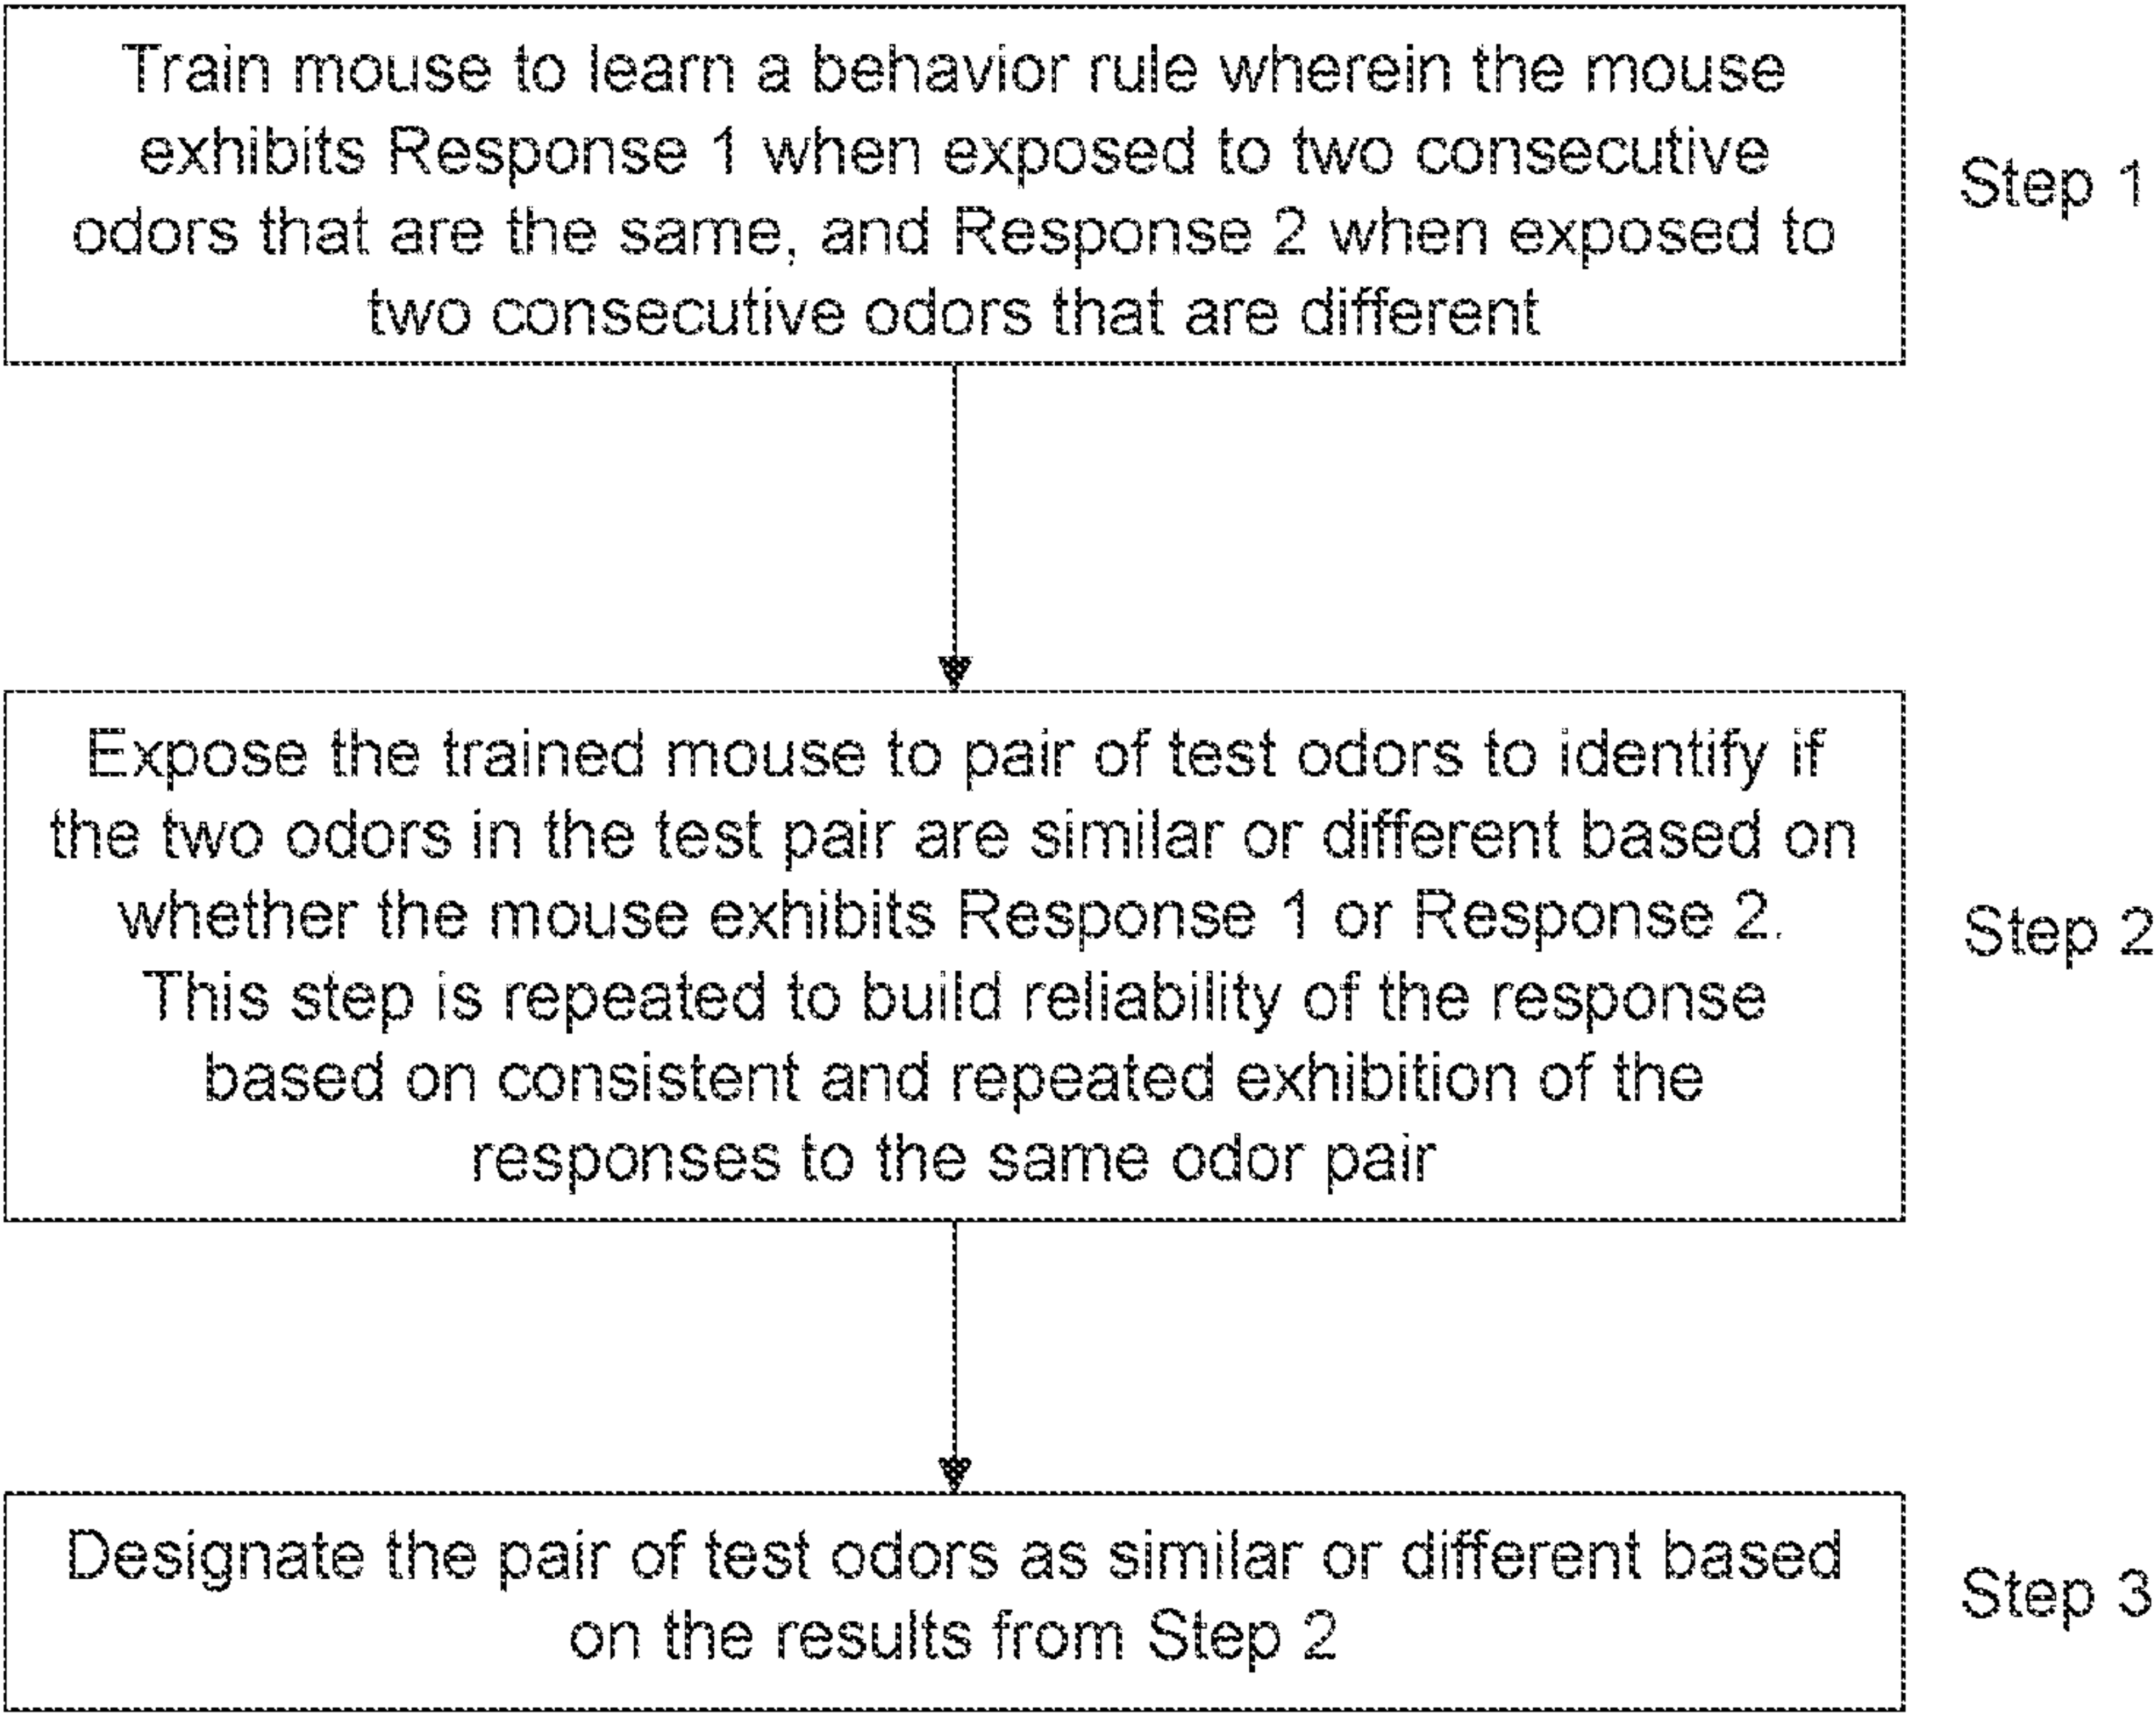 Train mouse to learn a behavior rule wherein the mouse
exhibits Response 1 when exposed to two consecutive
odors that are the same, and Response 2 when exposed to
two consecutive odors that are different
Step 1
Expose the trained mouse to pair of test odors to identify if
the two odors in the test pair are similar or different based on
whether the mouse exhibits Response 1 or Response 2.
This step is repeated to build reliability of the response
based on consistent and repeated exhibition of the
responses to the same odor pair
Step 2
Designate the pair of test odors as similar or different based
on the results from Step 2
Step 3